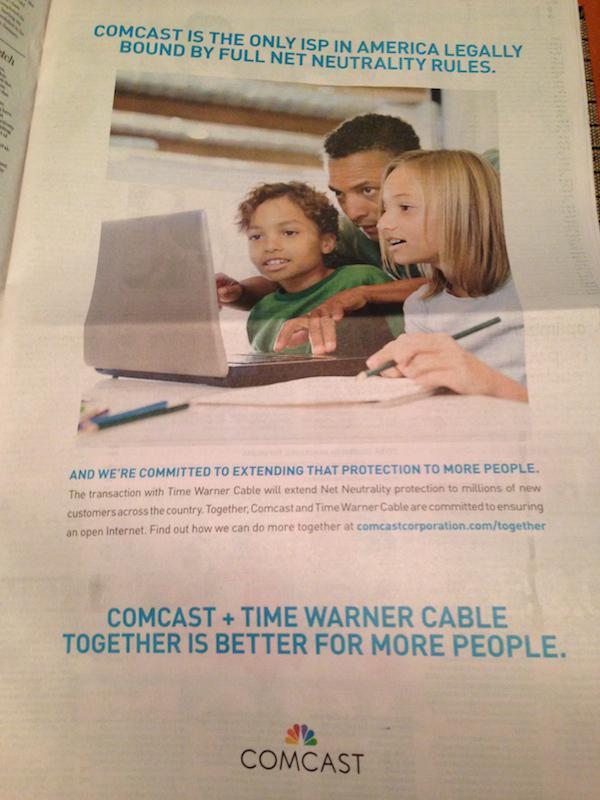 COMCAST IS THE ONLY ISP IN AMERICA LEGALLY
BOUND BY FULL NET NEUTRALITY RULES.
AND WE'RE COMMITTED TO EXTENDING THAT PROTECTION TO MORE PEOPLE.
The transaction with Time Warner Cable will extend Net Neutrality protection to millions of new
customers across the country. Together, Comcast and Time Warner Cable are committed to ensuring
an open Internet. Find out how we can do more together at comcastcorporation.com/together
COMCAST + TIME WARNER CABLE
TOGETHER IS BETTER FOR MORE PEOPLE.
COMCAST